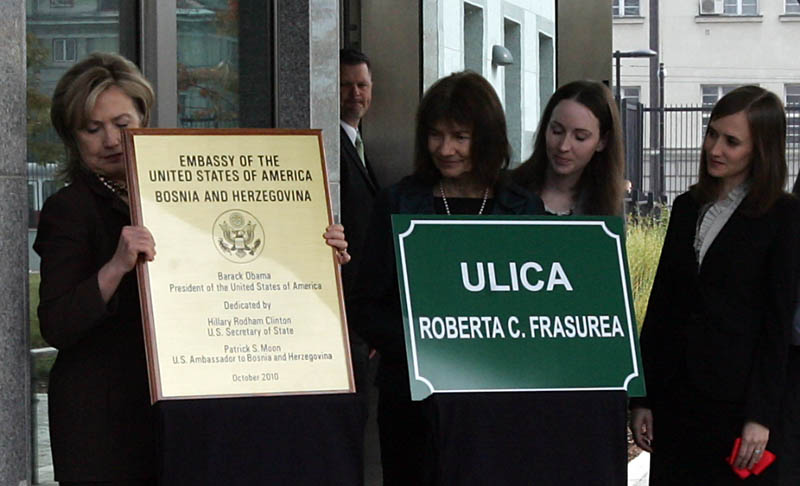 EMBASSY OF THE
UNITED STATES OF AMERICA
BOSNIA AND HERZEGOVINA
Barack Obama
President of the United States of America
Dedicated by
Hillary Rodham Clinton
U.S. Secretary of State
Patrick S. Moon
U.S. Ambassador to Bosnia and Herzegovina
October 2010
ULICA
ROBERTA C. FRASUREA